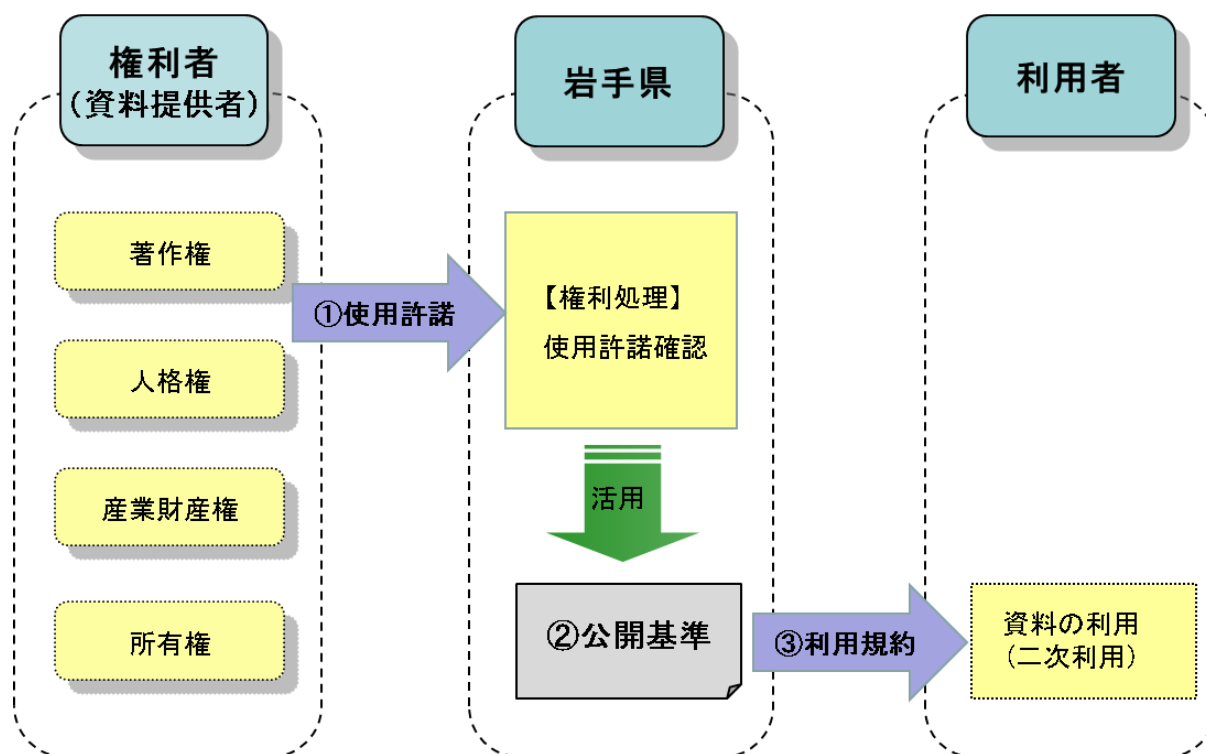 権利者
(資料提供者)
岩手県
利用者
著作権
人格権
産業財産権
所有権
①使用許諾
【権利処理】
使用許諾確認
活用
②公開基準
③利用規約
資料の利用
(二次利用)